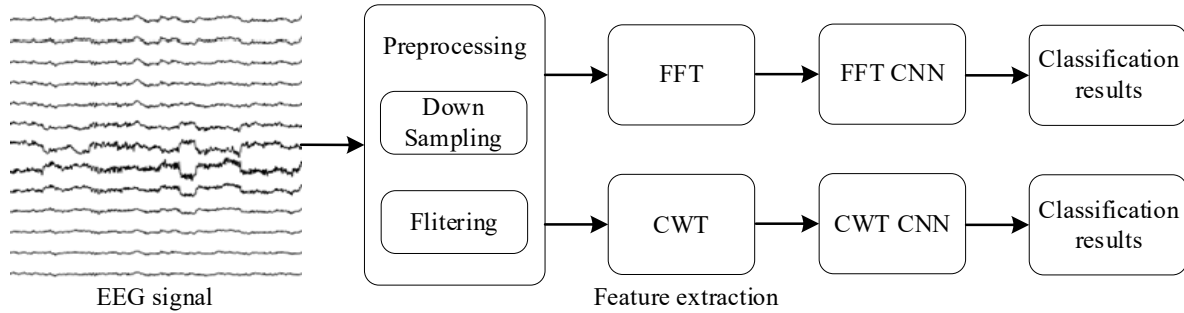 Preprocessing
Down
Sampling
Flitering
FFT
FFT CNN
Classification
results
CWT
CWT CNN
Classification
results
EEG signal
Feature extraction